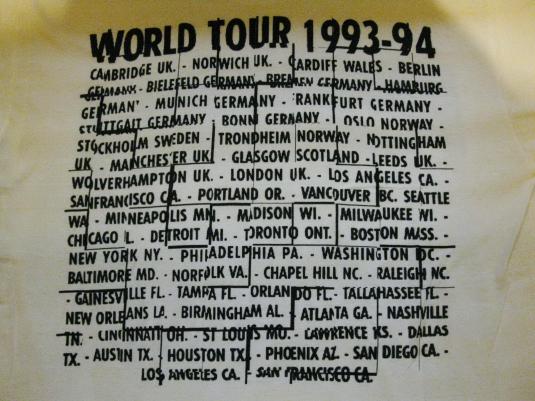 WORLD TOUR 1993-94
CAMBRIDGE UK. - NORWICH UK. - CARDIFF WALES - BERLIN
GERMANY - BIELEFELD GERMANY - BREMEN GERMANY - HAMBURG
GERMANY - MUNICH GERMANY - FRANKFURT GERMANY -
STUTTGAIT GERMANY - BONN GERMANY - OSLO NORWAY -
STOCKHOLM SWEDEN - TRONDHEIM NORWAY - NOTTINGHAM
UK - MANCHESTER UK. - GLASGOW SCOTLAND - LEEDS UK. -
WOLVERHAMPTON UK. - LONDON UK. - LOS ANGELES CA. -
SANFRANCISCO CA. - PORTLAND OR. - VANCOUVER BC. SEATTLE
WA - MINNEAPOLIS MN. - MADISON WI. - MILWAUKEE WI. -
CHICAGO IL. - DETROIT MI. - TORONTO ONT. - BOSTON MASS. -
NEW YORK NY. - PHILADELPHIA PA. - WASHINGTON DC. -
BALTIMORE MD. - NORFOLK VA. - CHAPEL HILL NC. - RALEIGH NC.
- GAINESVILLE FL. - TAMPA FL. - ORLANDO FL. - TALLAHASSEE FL. -
NEW ORLEANS LA. - BIRMINGHAM AL. - ATLANTA GA. - NASHVILLE
TN. - CINCINNATI OH. - ST LOUIS MO. - LAWRENCE KS. - DALLAS
TX. - AUSTIN TX. - HOUSTON TX. - PHOENIX AZ. - SAN DIEGO CA. -
LOS ANGELES CA. - SAN FRANCISCO CA.